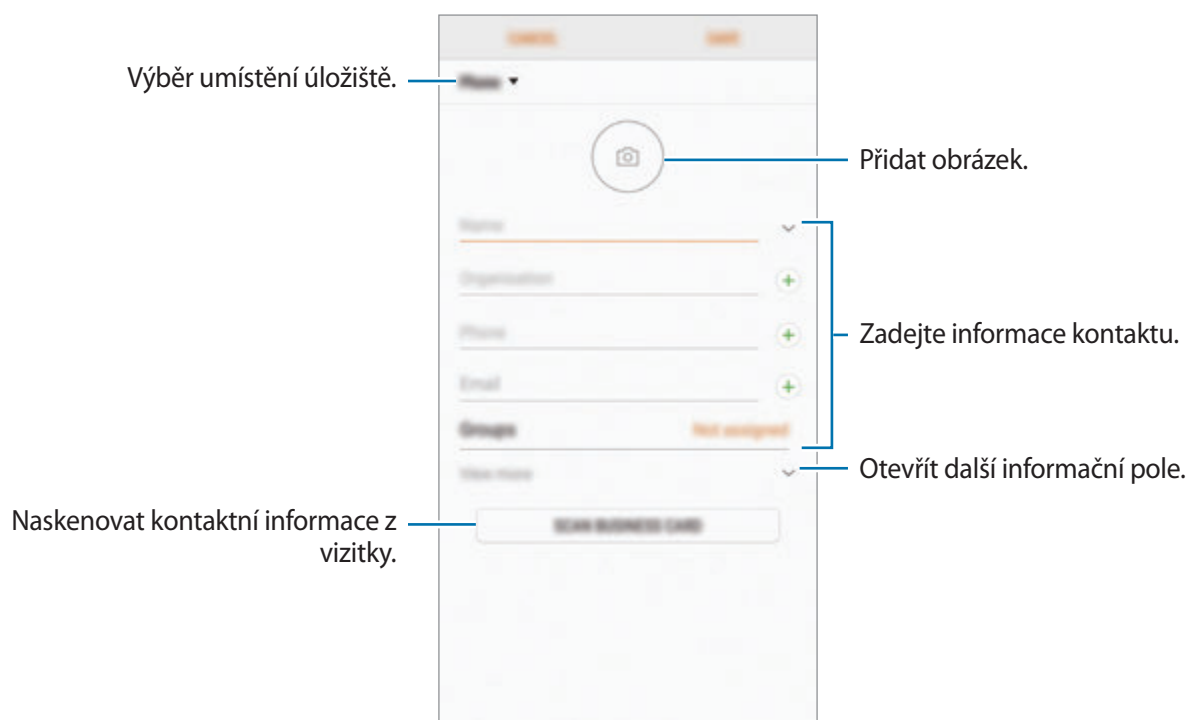 CANCEL SAVE
Výběr umístění úložiště.
Phone
Přidat obrázek.
Name
Organisation
Phone
Zadejte informace kontaktu.
Email
Groups Not assigned
View more
Otevřít další informační pole.
Naskenovat kontaktní informace z
vizitky.
SCAN BUSINESS CARD